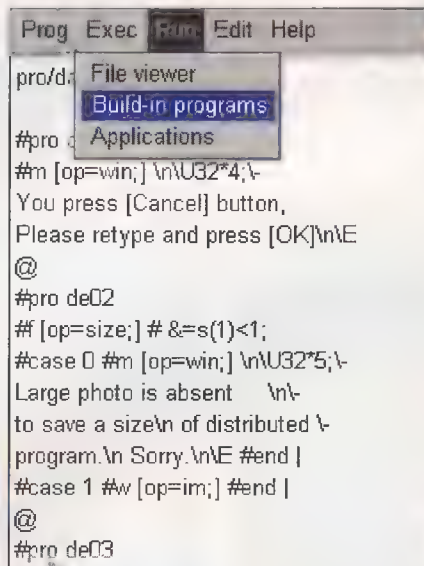 Prog Exec Run Edit Help
pro/da
File viewer
Build-in programs
Applications
#pro
#m [op=win;] \n\U32*4;\-
You press [Cancel] button,
Please retype and press [OK]\n\E
@
#pro de02
#f [op=size;] # &=s(1)<1;
#case 0 #m [op=win;] \n\U32*5;\-
Large photo is absent \n\-
to save a size\n of distributed \-
program.\n Sorry.\n\E #end |
#case 1 #w [op=im;] #end |
@
#pro de03